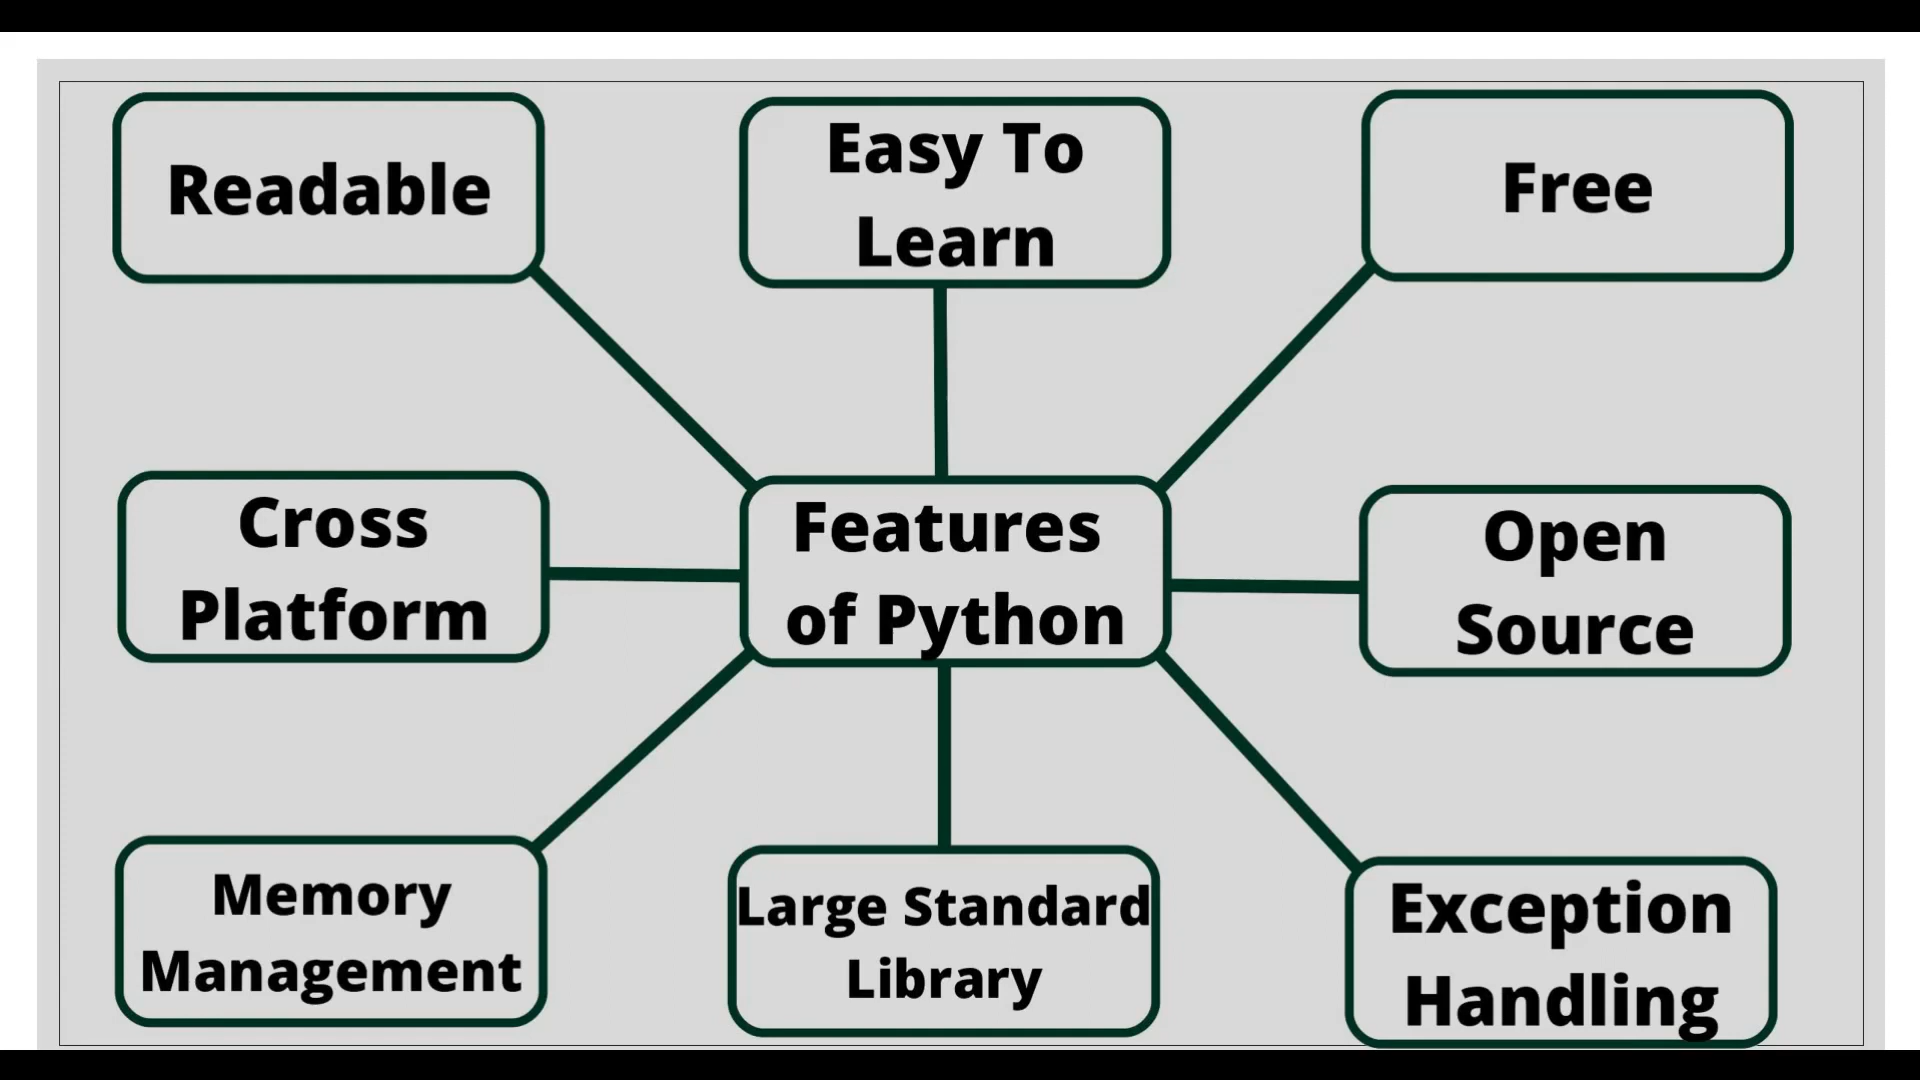 Readable
Easy To
Learn
Free
Cross
Platform
Features
of Python
Open
Source
Memory
Management
Large Standard
Library
Exception
Handling